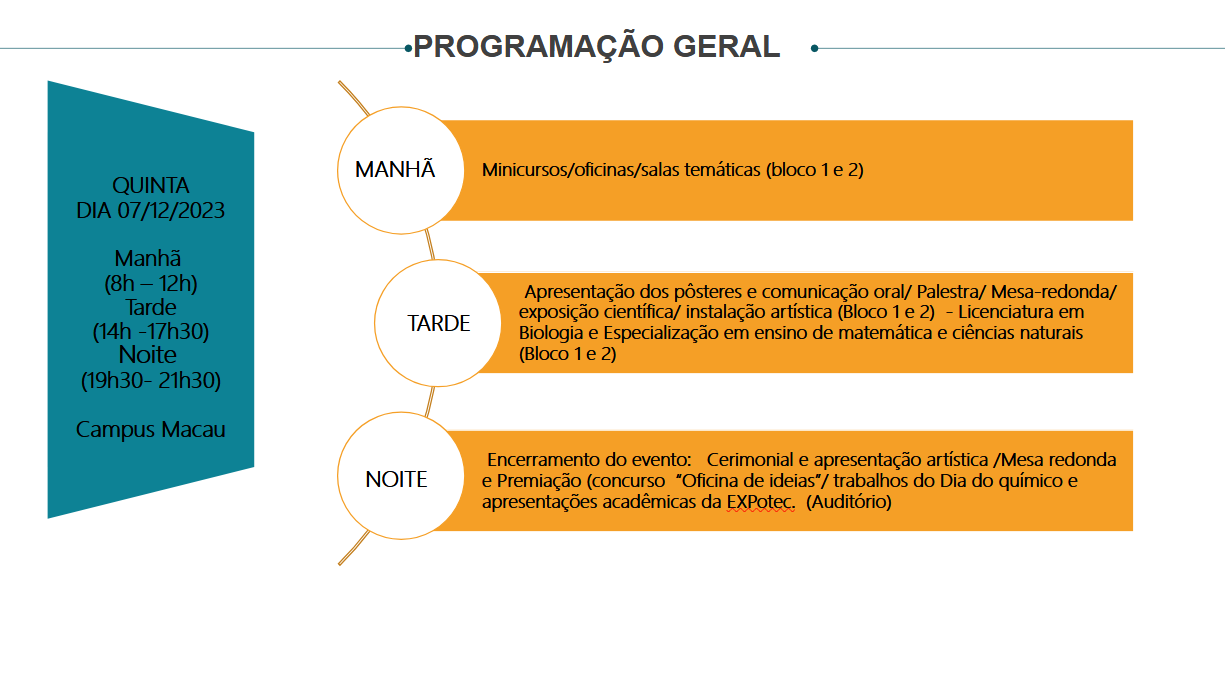 PROGRAMAÇÃO GERAL
QUINTA
DIA 07/12/2023
Manhã
(8h – 12h)
Tarde
(14h -17h30)
Noite
(19h30- 21h30)
Campus Macau
MANHÃ
Minicursos/oficinas/salas temáticas (bloco 1 e 2)
TARDE
Apresentação dos pôsteres e comunicação oral/ Palestra/ Mesa-redonda/
exposição científica/ instalação artística (Bloco 1 e 2) - Licenciatura em
Biologia e Especialização em ensino de matemática e ciências naturais
(Bloco 1 e 2)
NOITE
Encerramento do evento: Cerimonial e apresentação artística /Mesa redonda
e Premiação (concurso “Oficina de ideias”/ trabalhos do Dia do químico e
apresentações acadêmicas da EXPotec. (Auditório)